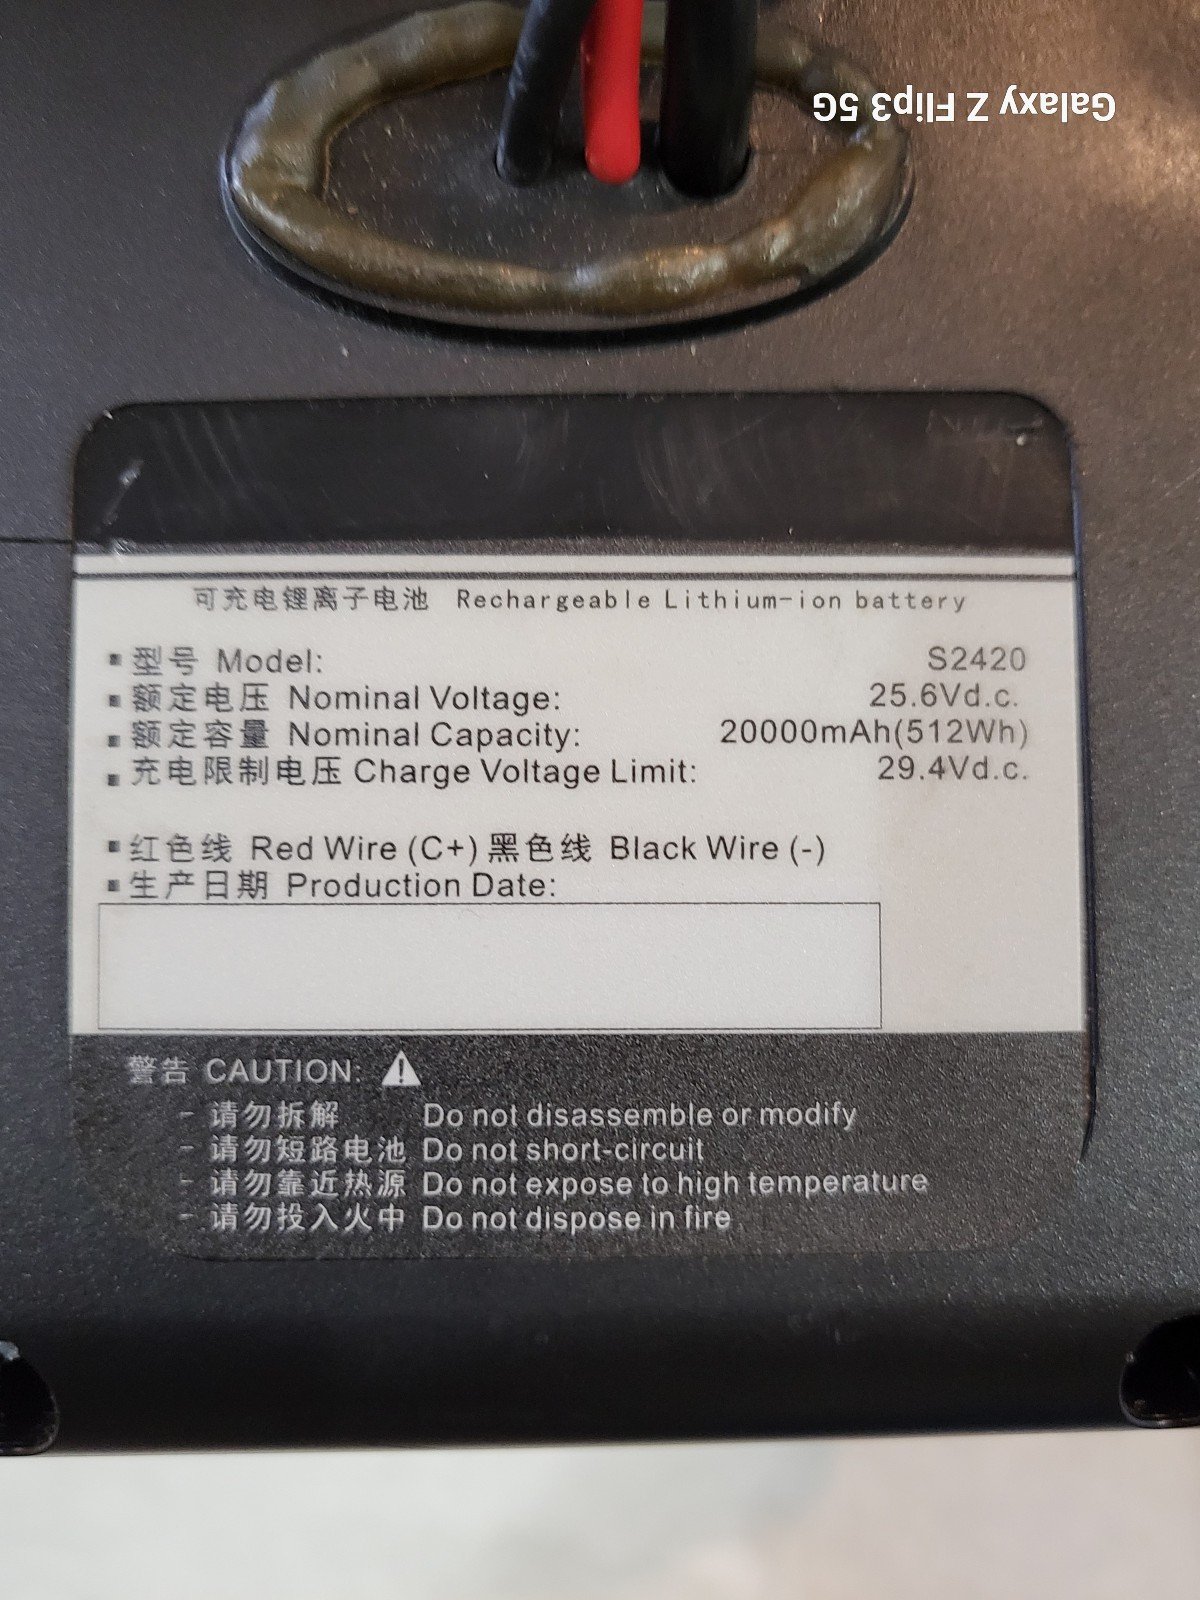 Galaxy Z Flip3 5G
可充电锂离子电池 Rechargeable Lithium-ion battery
▪型号 Model: S2420
▪额定电压 Nominal Voltage: 25.6Vd.c.
▪额定容量 Nominal Capacity: 20000mAh(512Wh)
▪充电限制电压 Charge Voltage Limit: 29.4Vd.c.
▪红色线 Red Wire (C+) 黑色线 Black Wire (-)
▪生产日期 Production Date:
警告 CAUTION:
- 请勿拆解 Do not disassemble or modify
- 请勿短路电池 Do not short-circuit
- 请勿靠近热源 Do not expose to high temperature
- 请勿投入火中 Do not dispose in fire